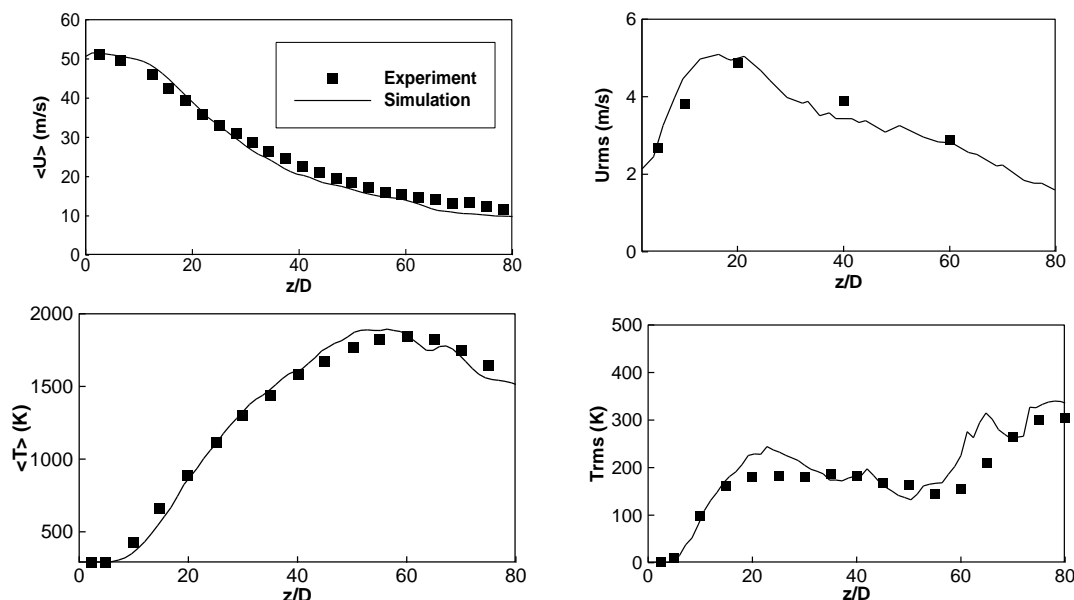 60
50
40
30
20
10
0
<U> (m/s)
Experiment
Simulation
0 20 40 60 80
z/D
6
4
2
0
Urms (m/s)
20 40 60 80
z/D
2000
1500
1000
500
<T> (K)
0 20 40 60 80
z/D
500
400
300
200
100
0
Trms (K)
0 20 40 60 80
z/D